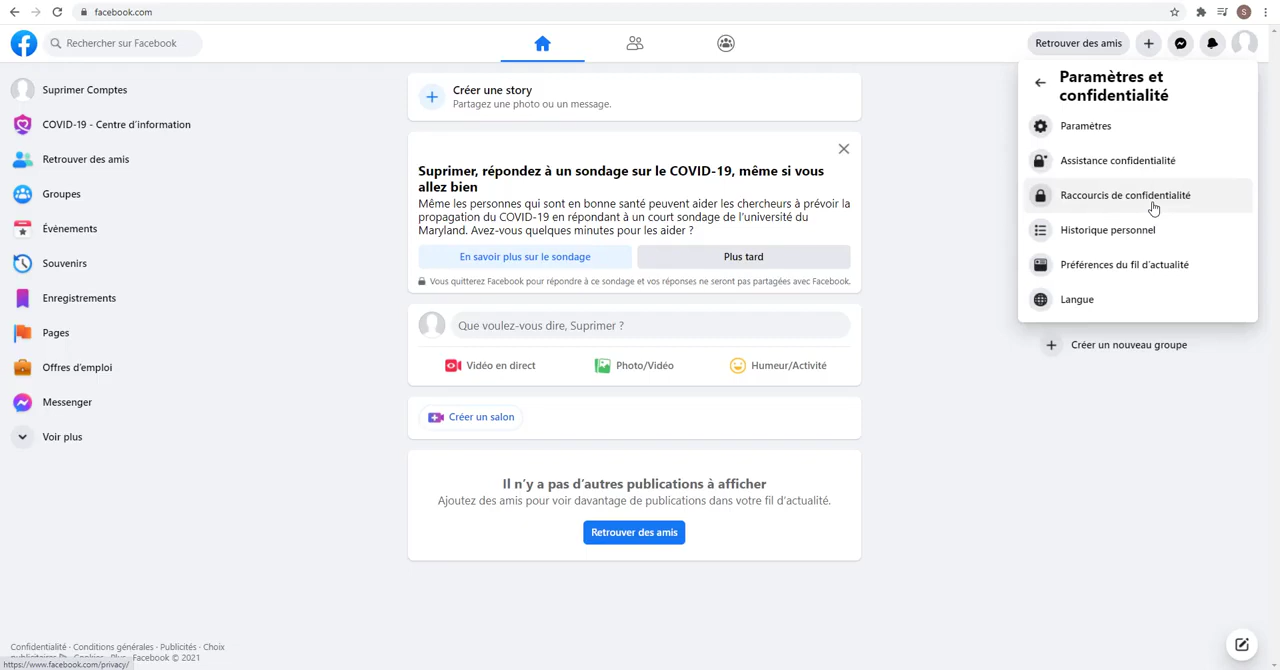 facebook.com
S
Rechercher sur Facebook
Retrouver des amis
Suprimer Comptes
COVID-19 - Centre d'information
Retrouver des amis
Groupes
Évènements
Souvenirs
Enregistrements
Pages
Offres d'emploi
Messenger
Voir plus
Confidentialité · Conditions générales · Publicités · Choix
Facebook © 2021
https://www.facebook.com/privacy/
Créer une story
Partagez une photo ou un message.
Suprimer, répondez à un sondage sur le COVID-19, même si vous
allez bien
Même les personnes qui sont en bonne santé peuvent aider les chercheurs à prévoir la
propagation du COVID-19 en répondant à un court sondage de l'université du
Maryland. Avez-vous quelques minutes pour les aider ?
En savoir plus sur le sondage
Plus tard
Vous quitterez Facebook pour répondre à ce sondage et vos réponses ne seront pas partagées avec Facebook.
Que voulez-vous dire, Suprimer ?
Vidéo en direct
Photo/Vidéo
Humeur/Activité
Créer un salon
Il n'y a pas d'autres publications à afficher
Ajoutez des amis pour voir davantage de publications dans votre fil d'actualité.
Retrouver des amis
Paramètres et
confidentialité
Paramètres
Assistance confidentialité
Raccourcis de confidentialité
Historique personnel
Préférences du fil d'actualité
Langue
Créer un nouveau groupe